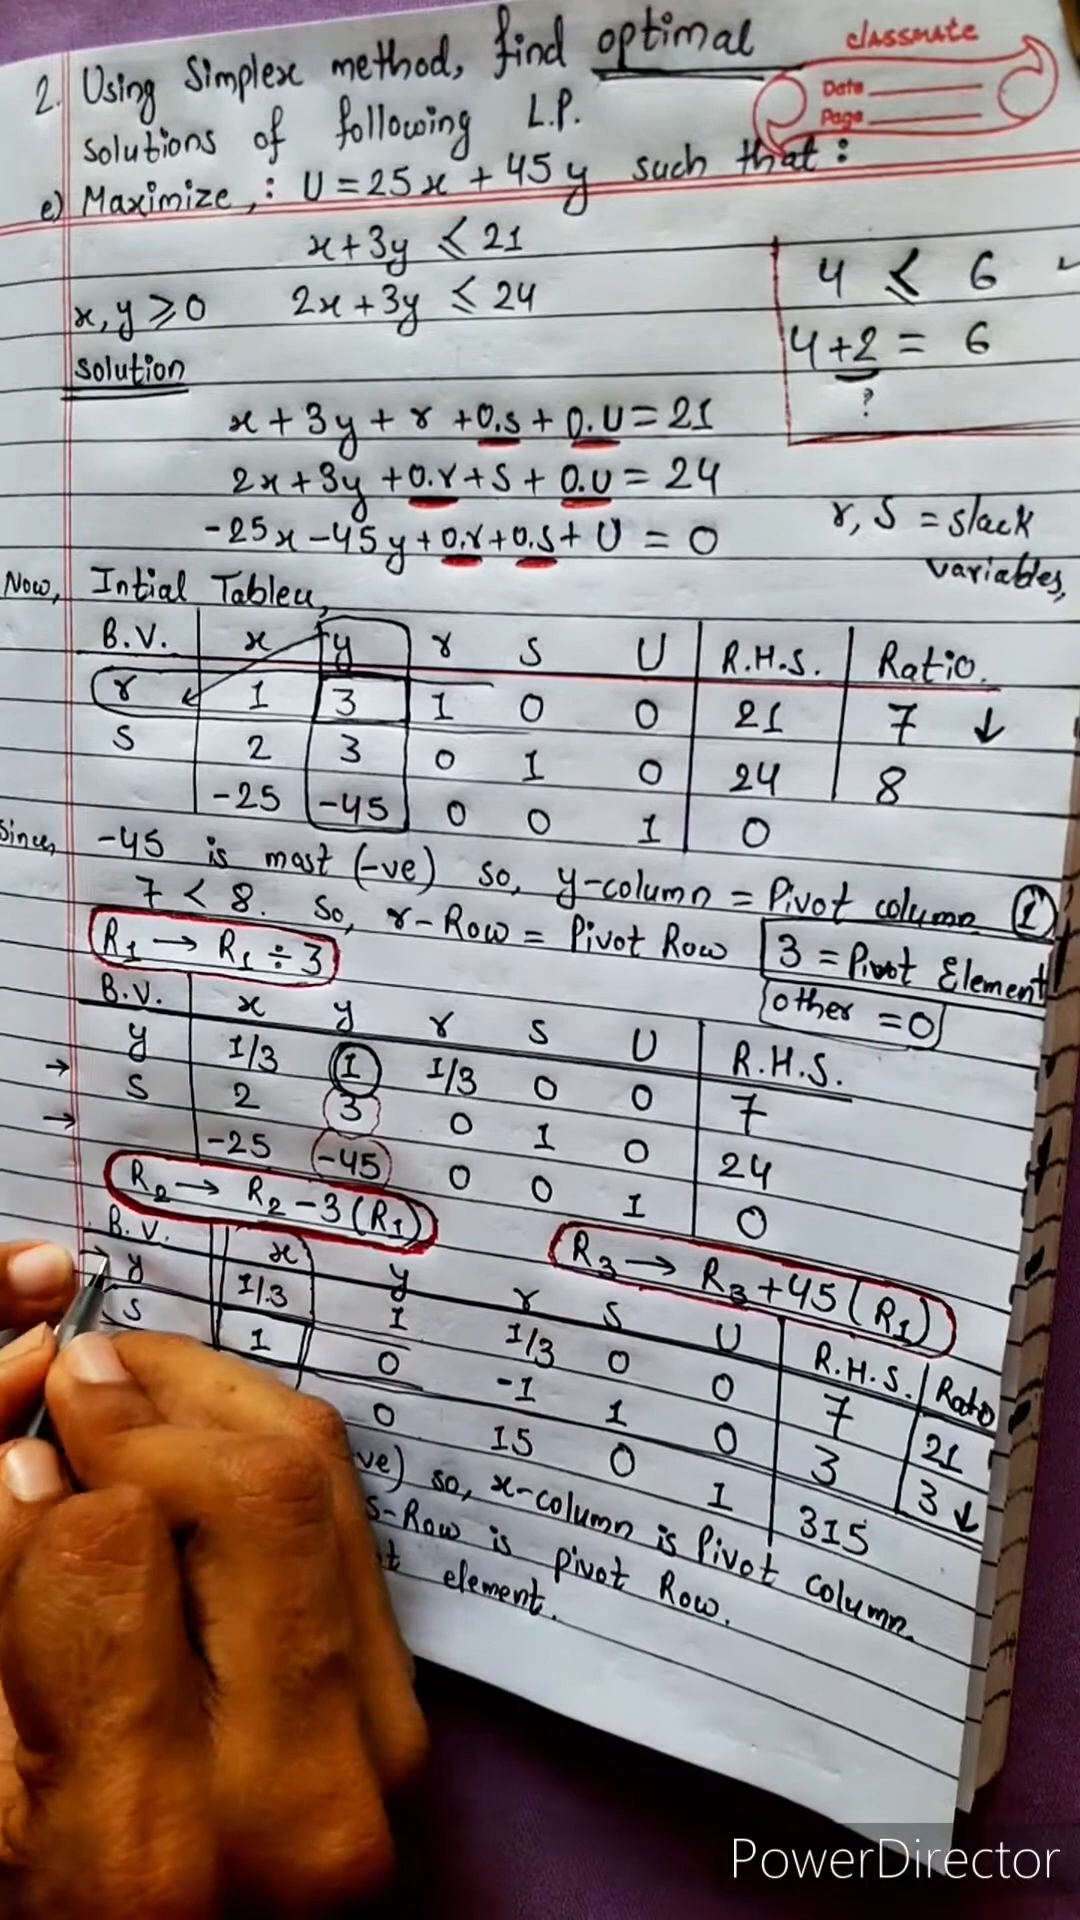 classmate
Date
Page
2. Using Simplex method, find optimal
solutions of following L.P.
e) Maximize,: U = 25x + 45y such that:
x + 3y ≤ 21
x, y ≥ 0 2x + 3y ≤ 24
4 ≤ 6
4 + 2 = 6
?
solution
x + 3y + r + 0.s + 0.U = 21
2x + 3y + 0.r + s + 0.U = 24
-25x - 45y + 0.r + 0.s + U = 0
r, s = slack
variables,
Now, Intial Tableu,
B.V. x y r s U R.H.S. Ratio.
r 1 3 1 0 0 21 7 ↓
s 2 3 0 1 0 24 8
-25 -45 0 0 1 0
Since, -45 is most (-ve) so, y-column = Pivot column 1
7 < 8. so, r-Row = Pivot Row 3 = Pivot Element
R1 → R1 ÷ 3 other = 0
B.V. x y r s U R.H.S.
→ y 1/3 1 1/3 0 0 7
→ s 2 3 0 1 0 24
-25 -45 0 0 1 0
R2 → R2 - 3(R1) R3 → R3 + 45(R1)
B.V. x y r s U R.H.S. Ratio
→ y 1/3 1 1/3 0 0 7 21
s 1 0 -1 1 0 3 3 ↓
0 15 0 1 315
ve) so, x-column is Pivot Column.
s-Row is pivot Row.
element.
PowerDirector